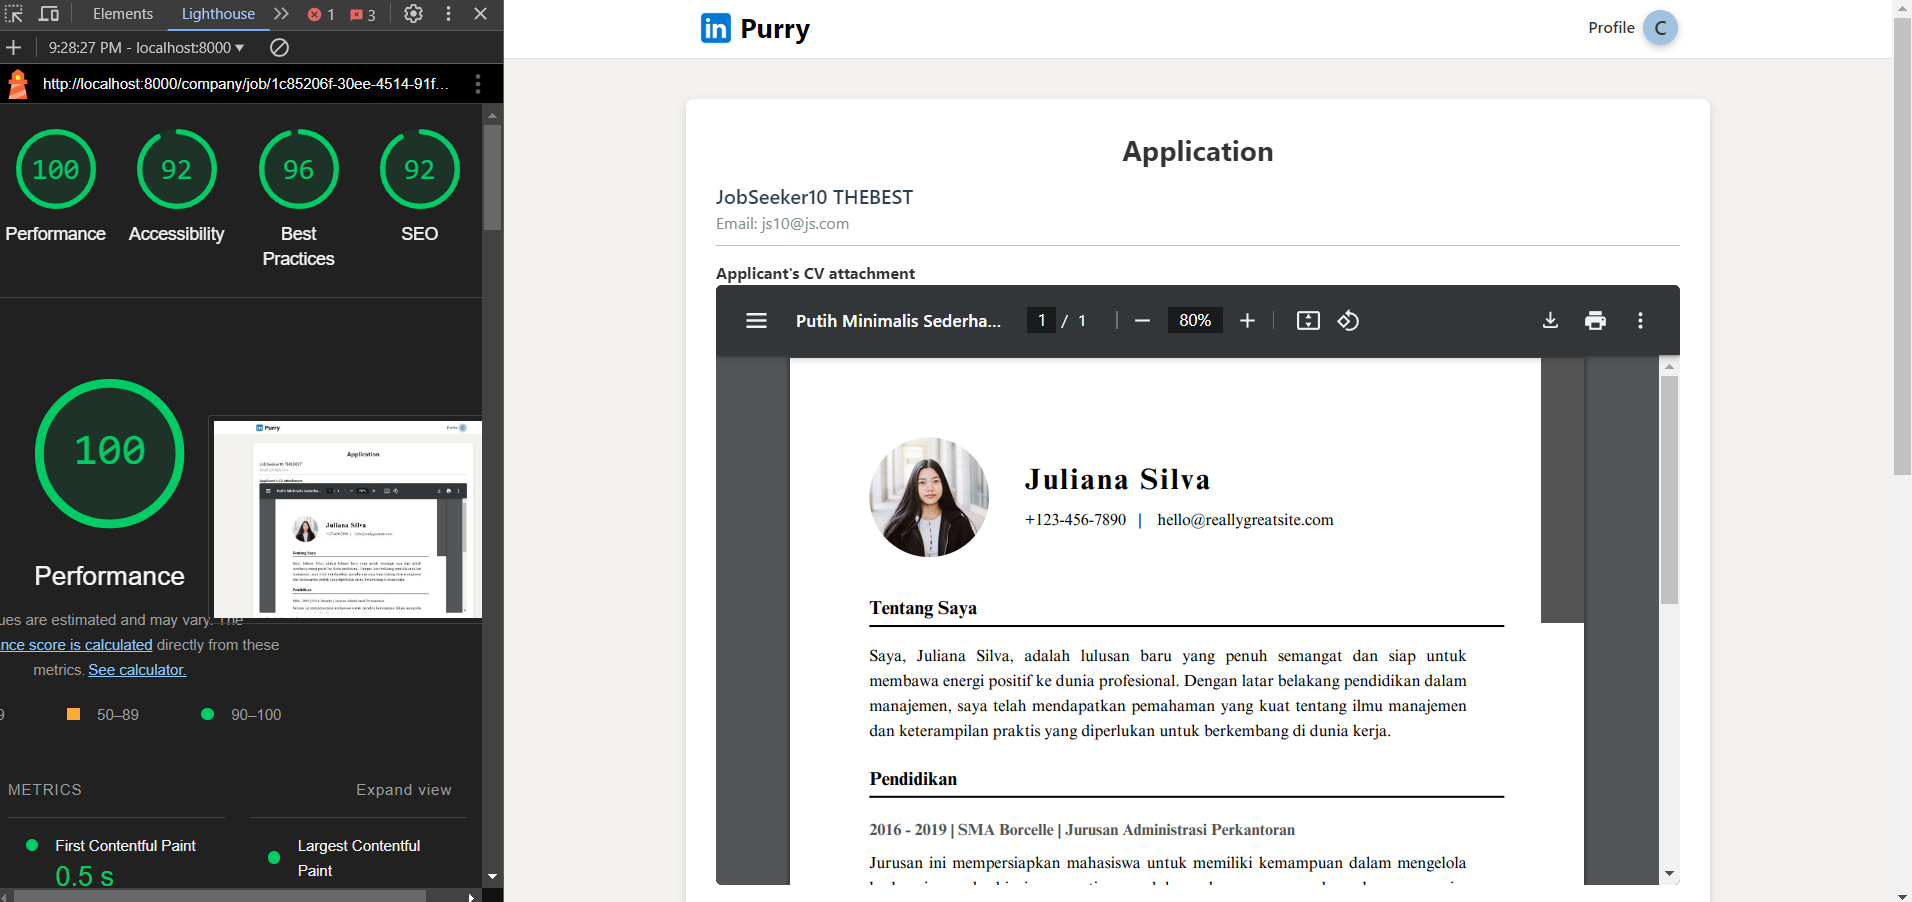 Elements
Lighthouse
1
3
9:28:27 PM - localhost:8000
http://localhost:8000/company/job/1c85206f-30ee-4514-91f...
100
92
96
92
Performance
Accessibility
Best
Practices
SEO
100
Performance
ues are estimated and may vary. The
nce score is calculated directly from these
metrics. See calculator.
9
50–89
90–100
METRICS
Expand view
First Contentful Paint
0.5 s
Largest Contentful
Paint
in Purry
Profile
C
Application
JobSeeker10 THEBEST
Email: js10@js.com
Applicant's CV attachment
Putih Minimalis Sederha...
1 / 1
80%
Juliana Silva
+123-456-7890 | hello@reallygreatsite.com
Tentang Saya
Saya, Juliana Silva, adalah lulusan baru yang penuh semangat dan siap untuk
membawa energi positif ke dunia profesional. Dengan latar belakang pendidikan dalam
manajemen, saya telah mendapatkan pemahaman yang kuat tentang ilmu manajemen
dan keterampilan praktis yang diperlukan untuk berkembang di dunia kerja.
Pendidikan
2016 - 2019 | SMA Borcelle | Jurusan Administrasi Perkantoran
Jurusan ini mempersiapkan mahasiswa untuk memiliki kemampuan dalam mengelola